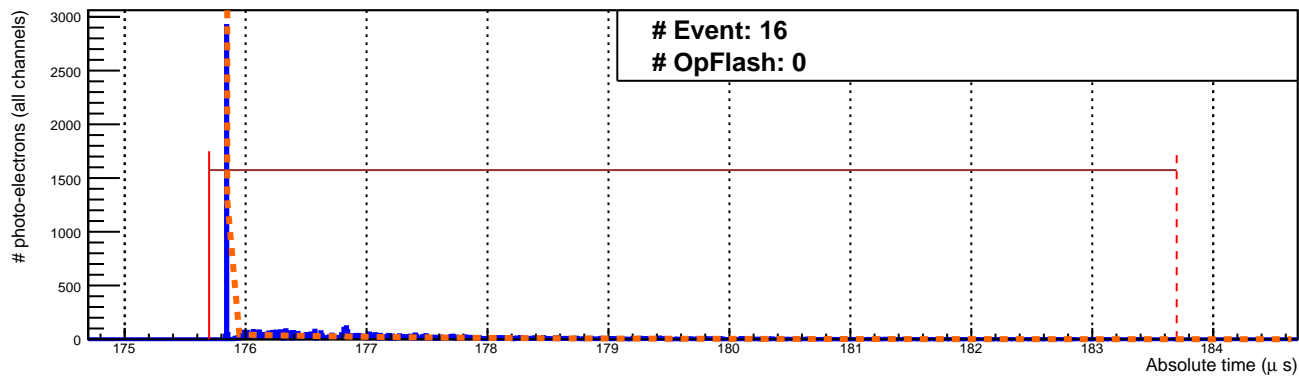 # Event: 16
# OpFlash: 0
# photo-electrons (all channels)
3000
2500
2000
1500
1000
500
0
175 176 177 178 179 180 181 182 183 184
Absolute time (μ s)